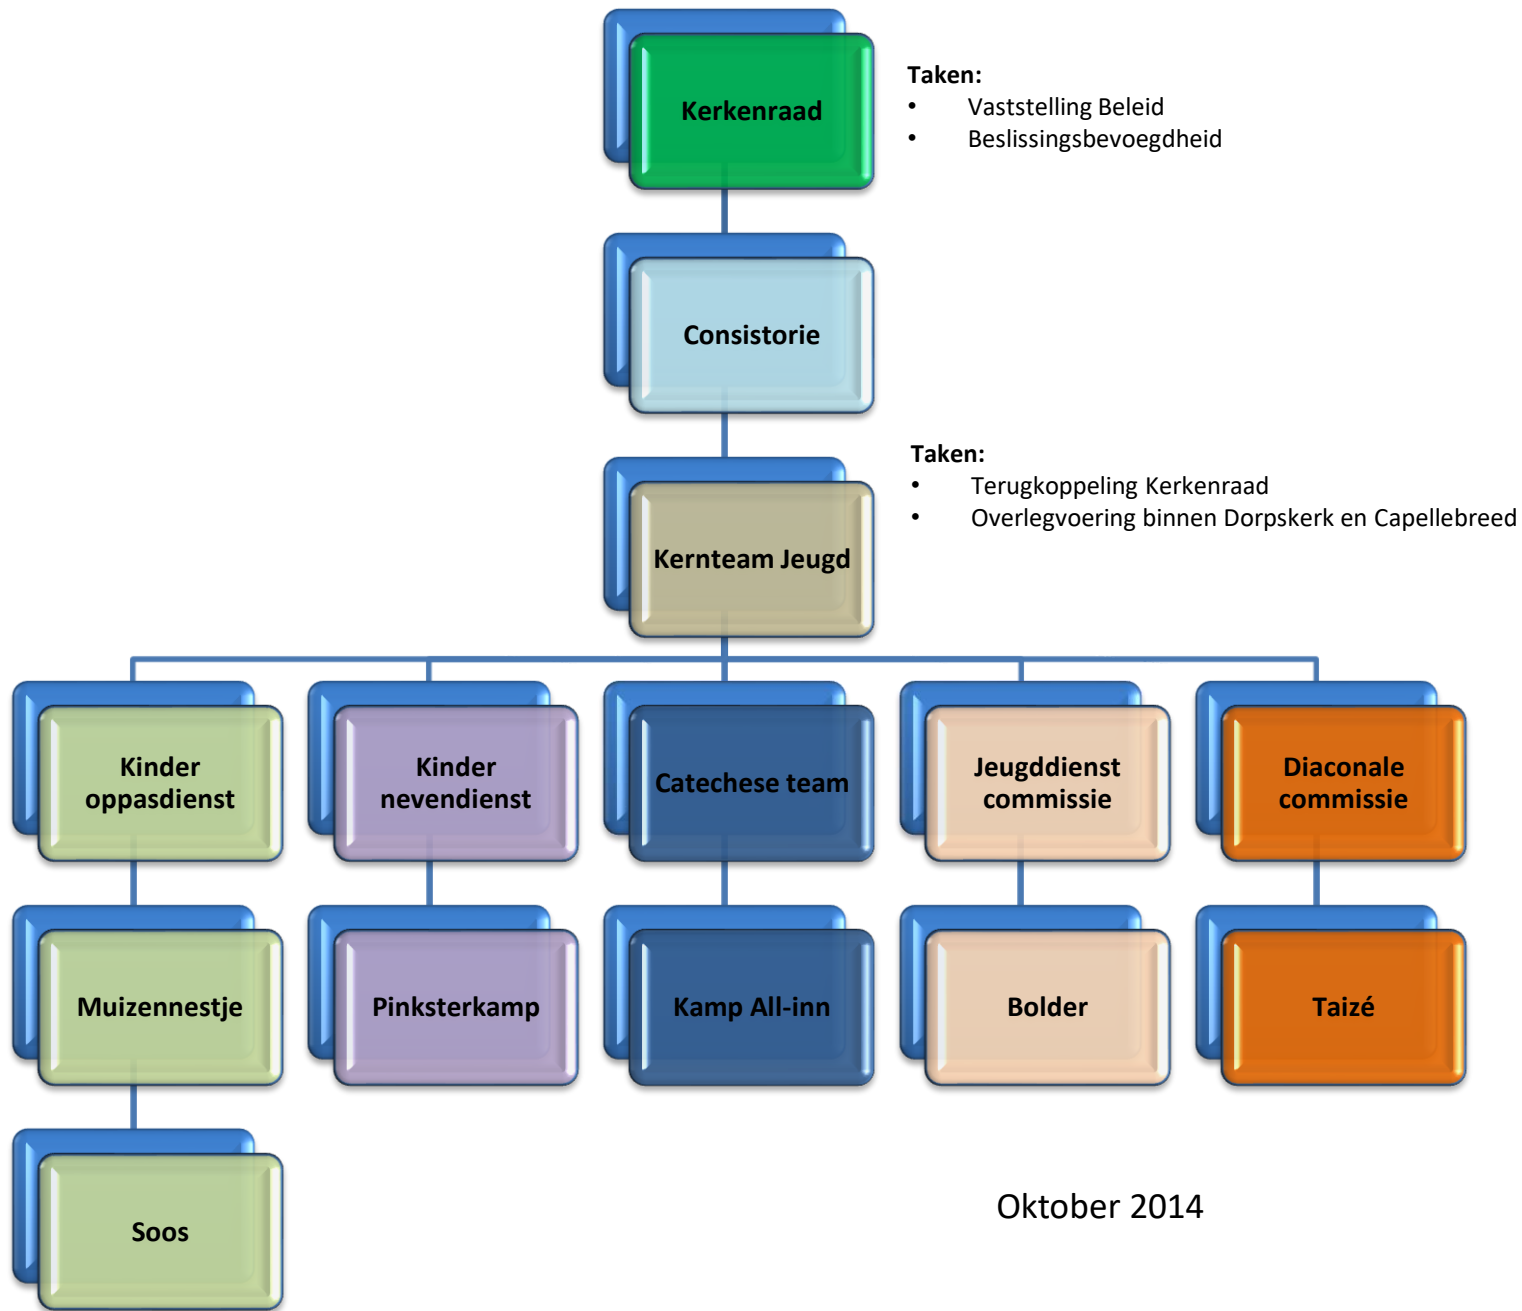 Kerkenraad
Taken:
• Vaststelling Beleid
• Beslissingsbevoegdheid
Consistorie
Kernteam Jeugd
Taken:
• Terugkoppeling Kerkenraad
• Overlegvoering binnen Dorpskerk en Capellebreed
Kinder
oppasdienst
Kinder
nevendienst
Catechese team
Jeugddienst
commissie
Diaconale
commissie
Muizennestje
Pinksterkamp
Kamp All-inn
Bolder
Taizé
Soos
Oktober 2014